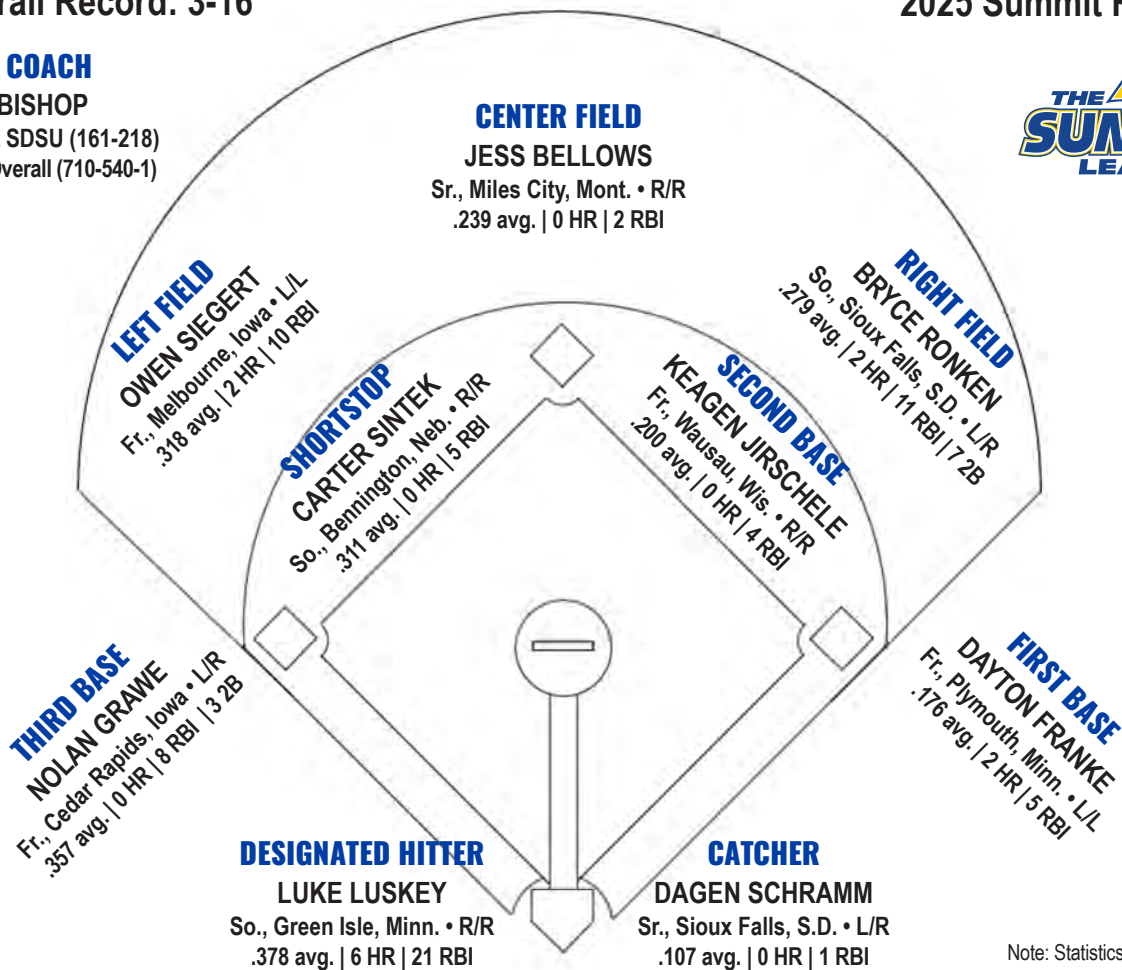 Record: 3-16
2025 Summit
COACH
BISHOP
SDSU (161-218)
Overall (710-540-1)
THE
LEA
CENTER FIELD
JESS BELLOWS
Sr., Miles City, Mont. • R/R
.239 avg. | 0 HR | 2 RBI
LEFT FIELD
OWEN SIEGERT
Fr., Melbourne, Iowa • L/L
.318 avg. | 2 HR | 10 RBI
RIGHT FIELD
BRYCE RONKEN
So., Sioux Falls, S.D. • L/R
.279 avg. | 2 HR | 11 RBI | 7 2B
SHORTSTOP
CARTER SINTEK
So., Bennington, Neb. • R/R
.311 avg. | 0 HR | 5 RBI
SECOND BASE
KEAGEN JIRSCHELE
Fr., Wausau, Wis. • R/R
.200 avg. | 0 HR | 4 RBI
THIRD BASE
NOLAN GRAWE
Fr., Cedar Rapids, Iowa • L/R
.357 avg. | 0 HR | 8 RBI | 3 2B
FIRST BASE
DAYTON FRANKE
Fr., Plymouth, Minn. • L/L
.176 avg. | 2 HR | 5 RBI
DESIGNATED HITTER
LUKE LUSKEY
So., Green Isle, Minn. • R/R
.378 avg. | 6 HR | 21 RBI
CATCHER
DAGEN SCHRAMM
Sr., Sioux Falls, S.D. • L/R
.107 avg. | 0 HR | 1 RBI
Note: Statistics